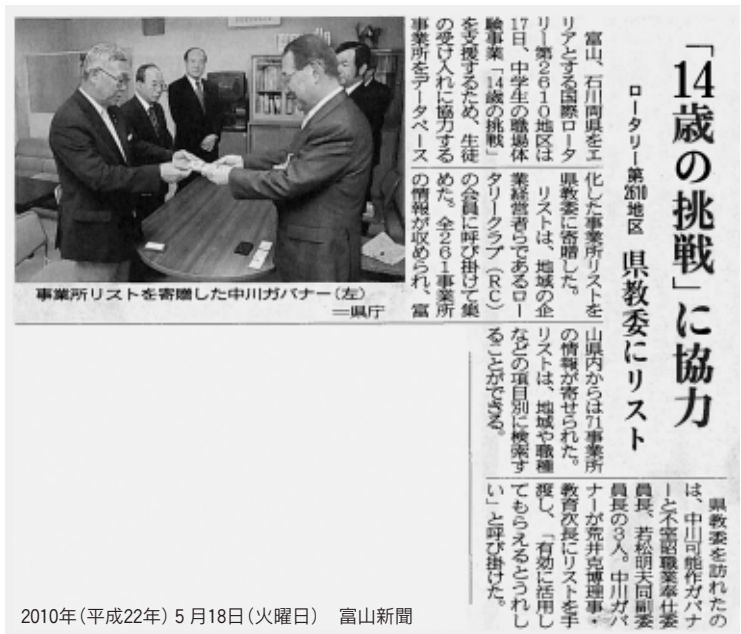 「14歳の挑戦」に協力
ロータリー第2610地区 県教委にリスト
富山、石川両県をエ
リアとする国際ロータ
リー第2610地区は
17日、中学生の職場体
験事業「14歳の挑戦」
を支援するため、生徒
の受け入れに協力する
事業所をデータベース
化した事業所リストを
県教委に寄贈した。
リストは、地域の企
業経営者らであるロー
タリークラブ（RC）
の会員に呼び掛けて集
めた。全261事業所
の情報が収められ、富
山県内からは71事業所
の情報が寄せられた。
リストは、地域や職種
などの項目別に検索す
ることができる。
県教委を訪れたの
は、中川可能作ガバナ
ーと不室昭職業奉仕委
員長、若松明夫同副委
員長の3人。中川ガバ
ナーが荒井克博理事・
教育次長にリストを手
渡し、「有効に活用し
てもらえるとうれし
い」と呼び掛けた。
事業所リストを寄贈した中川ガバナー（左）
＝県庁
2010年（平成22年）5月18日（火曜日） 富山新聞